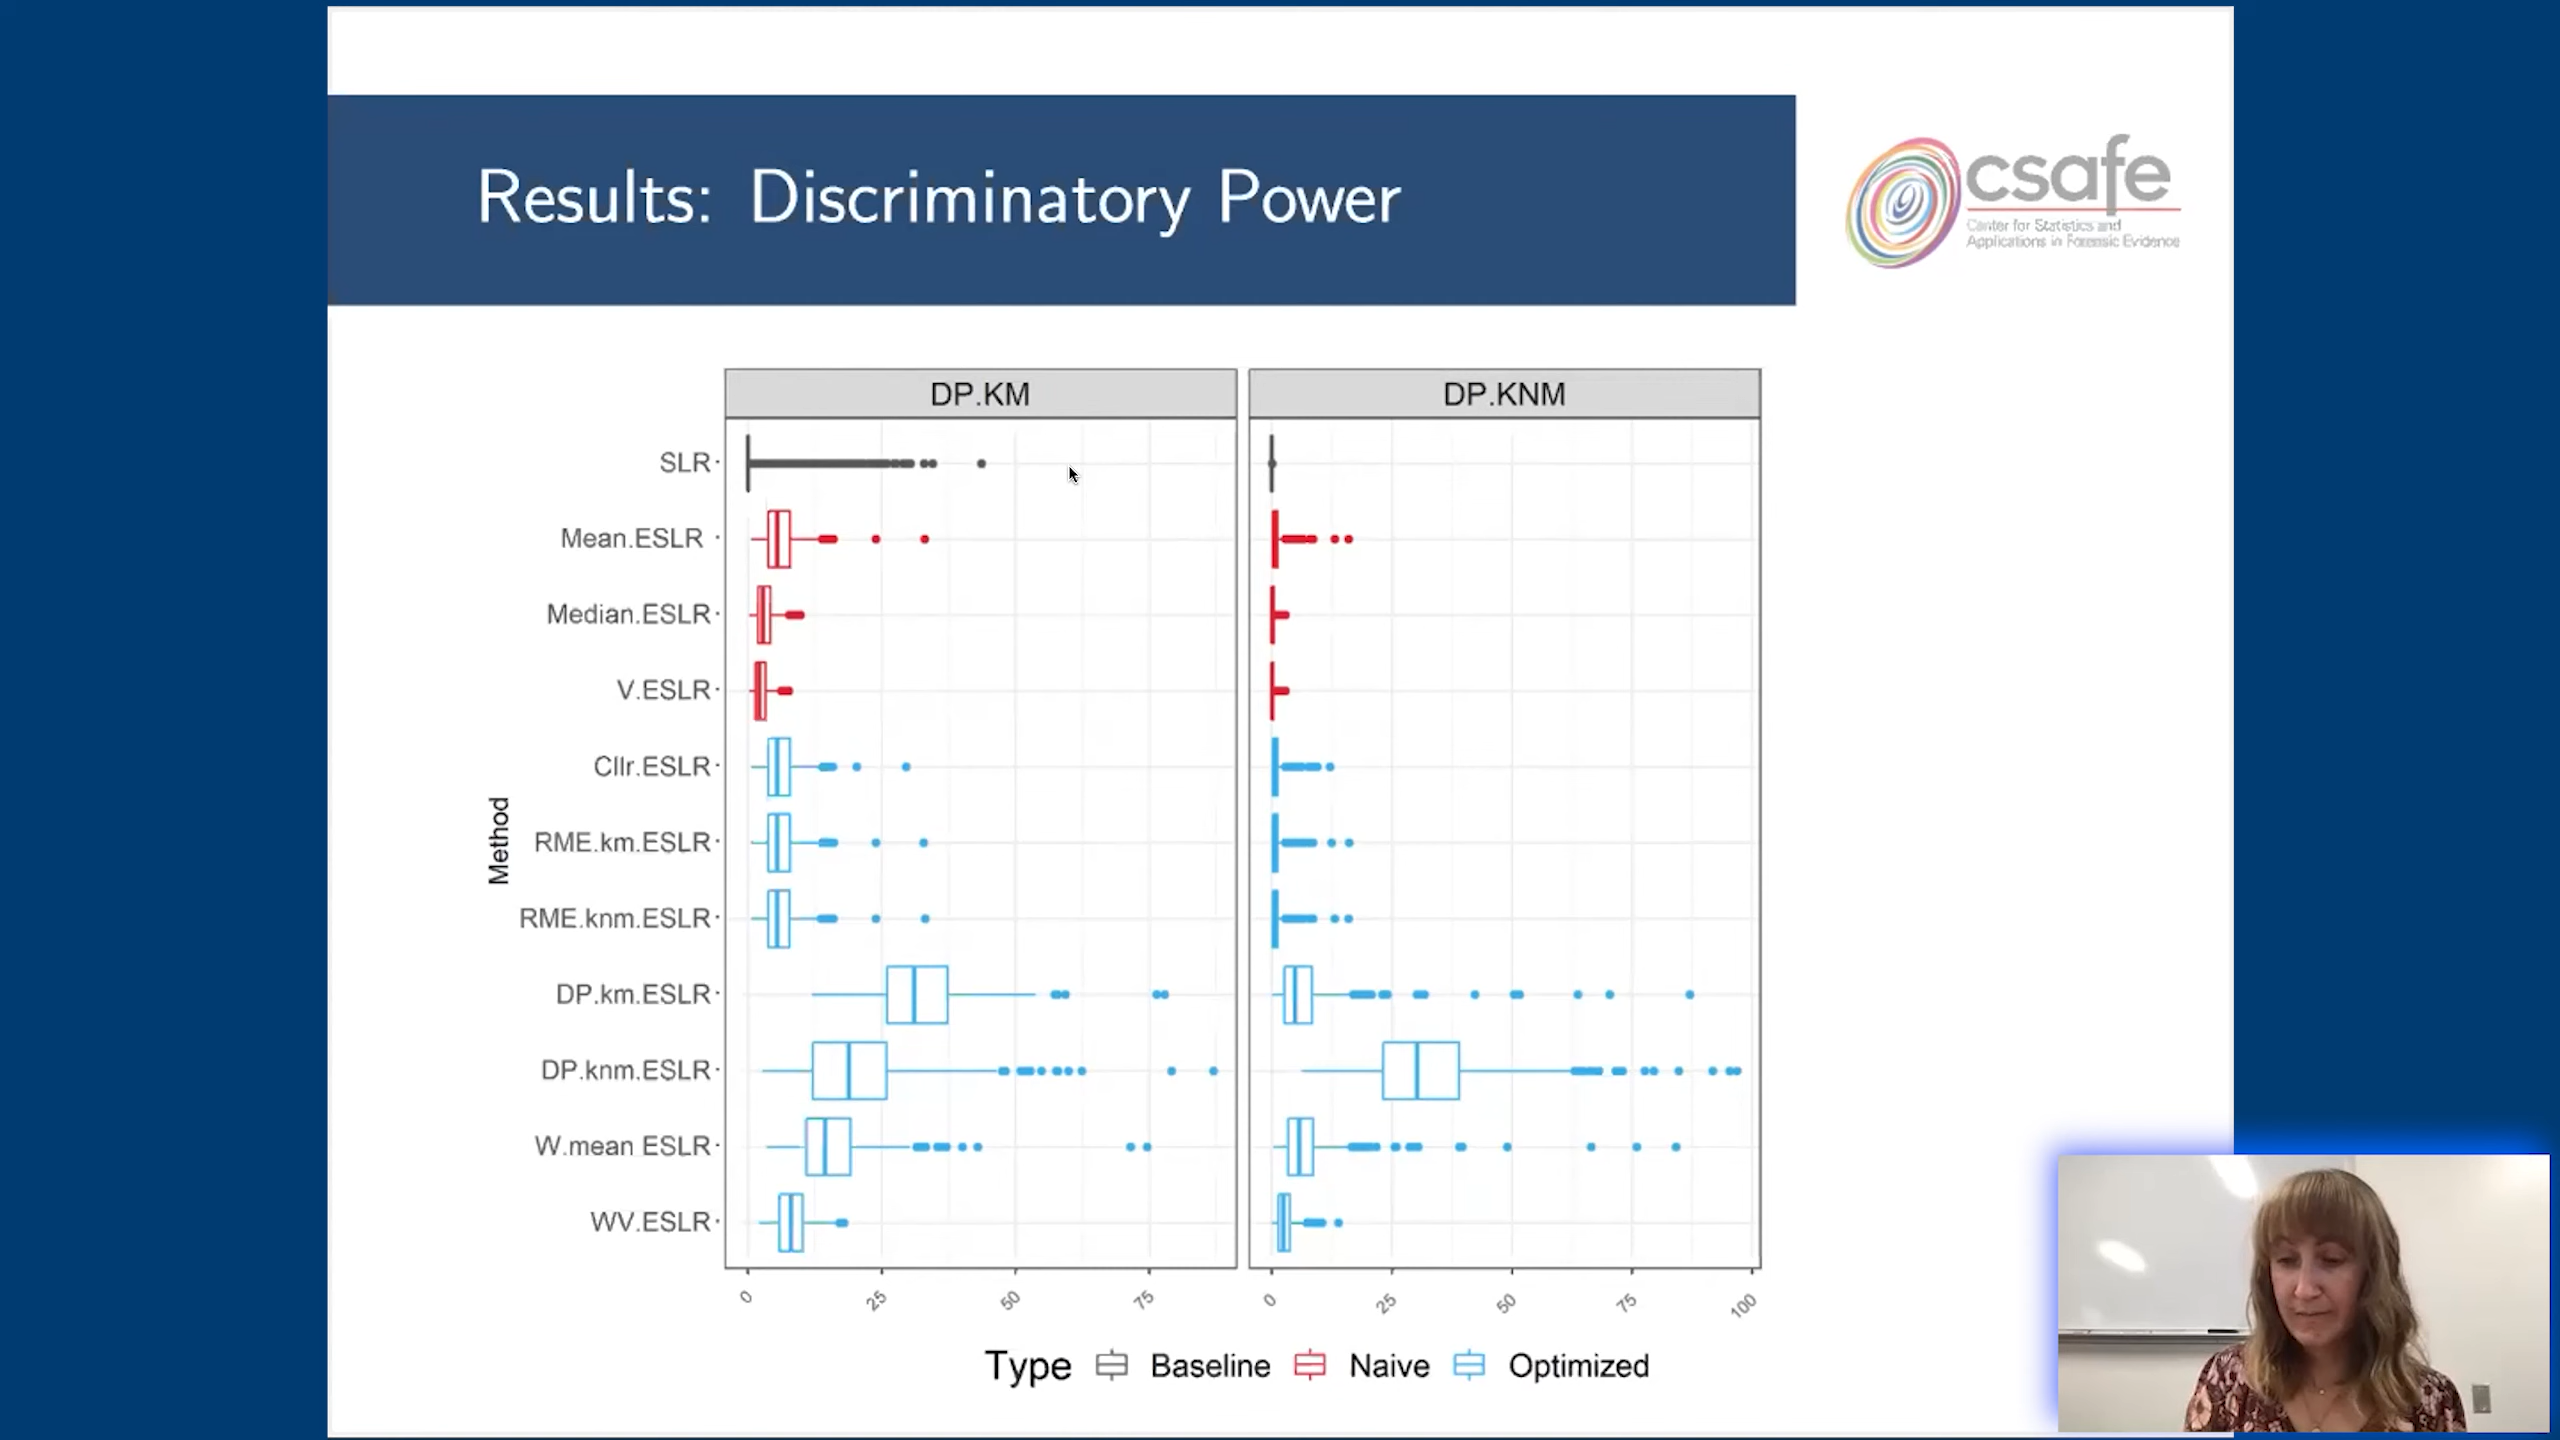 Results: Discriminatory Power
csafe
Center for Statistics and
Applications in Forensic Evidence
DP.KM
DP.KNM
SLR
Mean.ESLR
Median.ESLR
V.ESLR
Cllr.ESLR
RME.km.ESLR
RME.knm.ESLR
DP.km.ESLR
DP.knm.ESLR
W.mean ESLR
WV.ESLR
Method
0 25 50 75
0 25 50 75 100
Type Baseline Naive Optimized